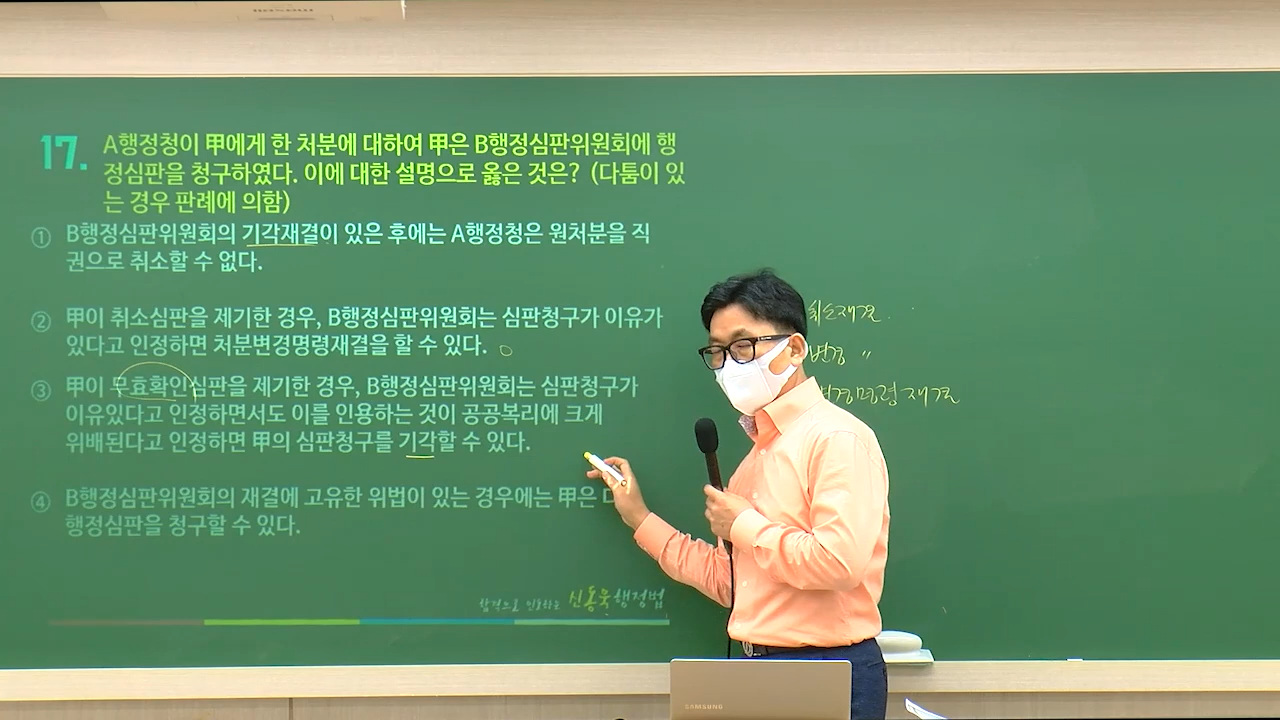 17. A행정청이 甲에게 한 처분에 대하여 甲은 B행정심판위원회에 행
정심판을 청구하였다. 이에 대한 설명으로 옳은 것은? (다툼이 있
는 경우 판례에 의함)
① B행정심판위원회의 기각재결이 있은 후에는 A행정청은 원처분을 직
권으로 취소할 수 없다.
② 甲이 취소심판을 제기한 경우, B행정심판위원회는 심판청구가 이유가
있다고 인정하면 처분변경명령재결을 할 수 있다.
③ 甲이 무효확인심판을 제기한 경우, B행정심판위원회는 심판청구가
이유있다고 인정하면서도 이를 인용하는 것이 공공복리에 크게
위배된다고 인정하면 甲의 심판청구를 기각할 수 있다.
④ B행정심판위원회의 재결에 고유한 위법이 있는 경우에는 甲은
행정심판을 청구할 수 있다.
신동욱 행정법
취소재결
변경 〃
변경명령재결
SAMSUNG